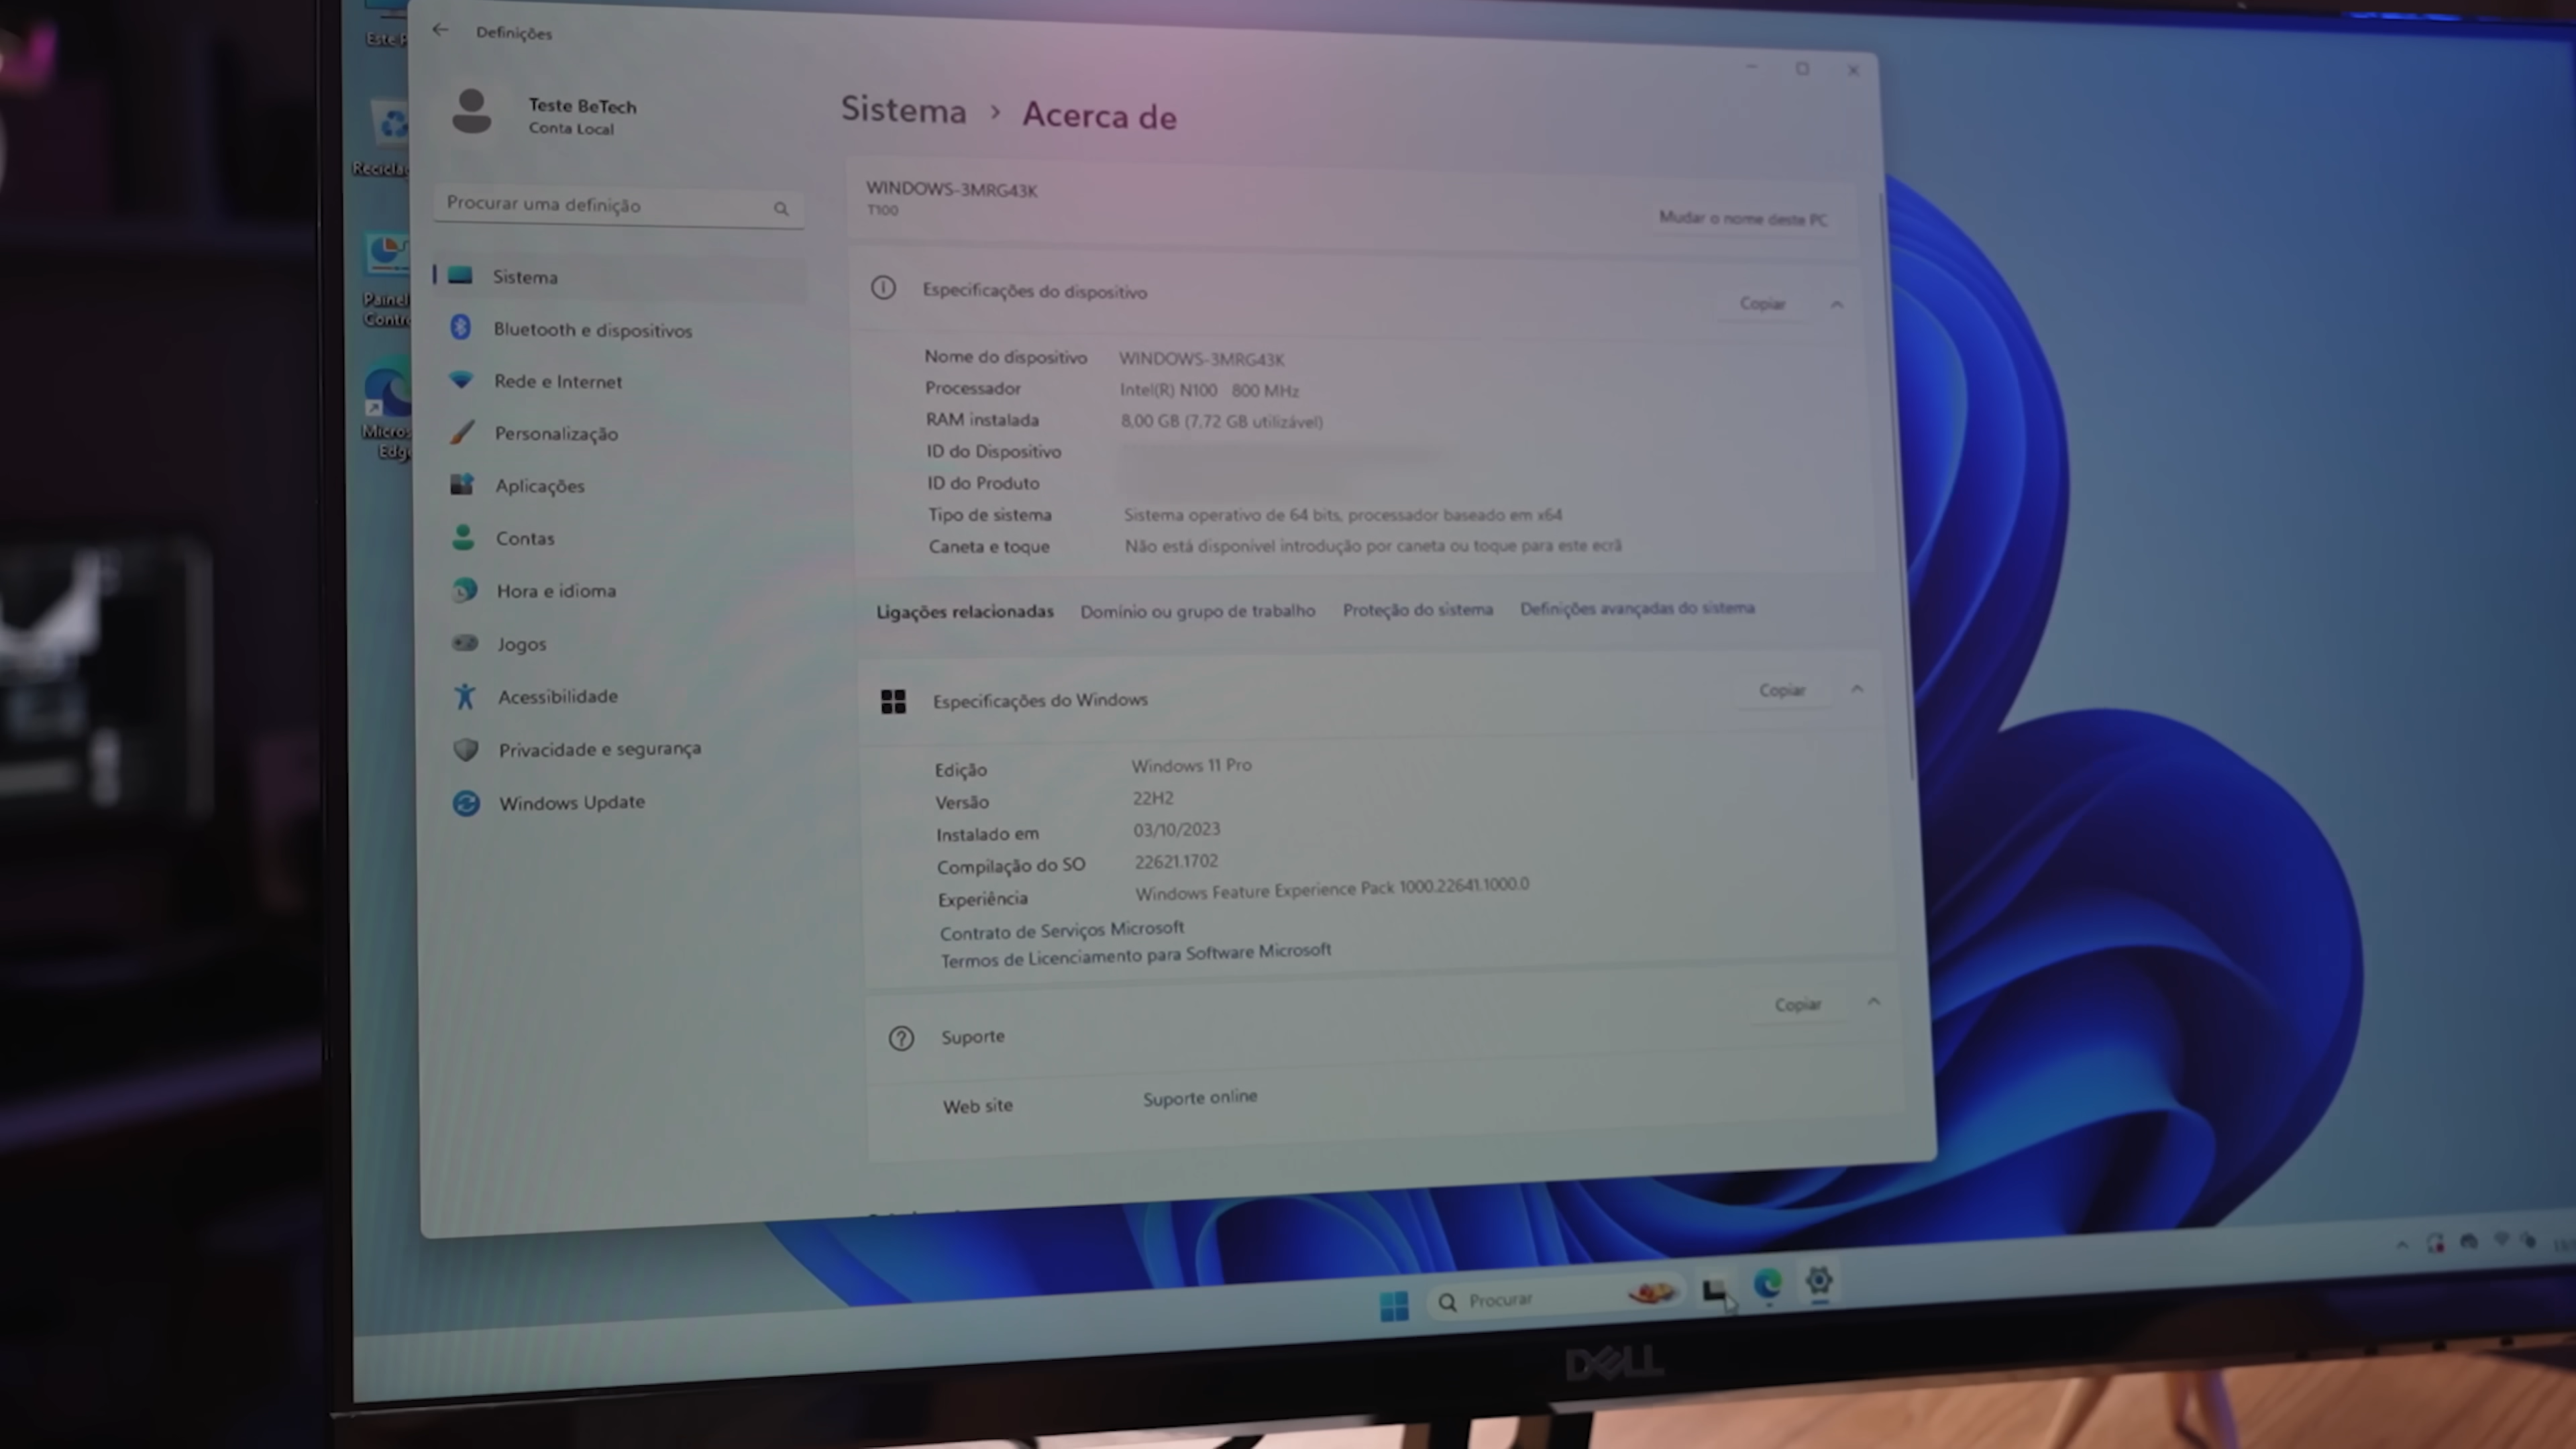 Definições
Teste BeTech
Conta Local
Procurar uma definição
Sistema
Bluetooth e dispositivos
Rede e Internet
Personalização
Aplicações
Contas
Hora e idioma
Jogos
Acessibilidade
Privacidade e segurança
Windows Update
Sistema > Acerca de
WINDOWS-3MRG43K
T100
Mudar o nome deste PC
Especificações do dispositivo
Copiar
Nome do dispositivo WINDOWS-3MRG43K
Processador Intel(R) N100 800 MHz
RAM instalada 8,00 GB (7,72 GB utilizável)
ID do Dispositivo
ID do Produto
Tipo de sistema Sistema operativo de 64 bits, processador baseado em x64
Caneta e toque Não está disponível introdução por caneta ou toque para este ecrã
Ligações relacionadas Domínio ou grupo de trabalho Proteção do sistema Definições avançadas do sistema
Especificações do Windows
Copiar
Edição Windows 11 Pro
Versão 22H2
Instalado em 03/10/2023
Compilação do SO 22621.1702
Experiência Windows Feature Experience Pack 1000.22641.1000.0
Contrato de Serviços Microsoft
Termos de Licenciamento para Software Microsoft
Suporte
Copiar
Web site Suporte online
Este
Painel
Edge
Procurar
DELL